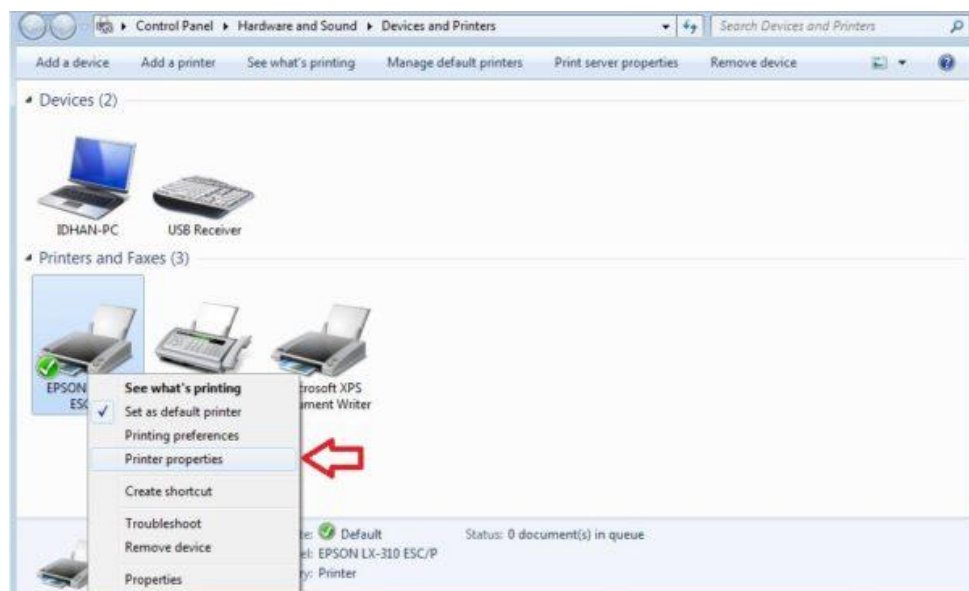 Control Panel Hardware and Sound Devices and Printers Search Devices and Printers
Add a device Add a printer See what's printing Manage default printers Print server properties Remove device
Devices (2)
IDHAN-PC USB Receiver
Printers and Faxes (3)
EPSON
ESC
See what's printing
Set as default printer
Printing preferences
Printer properties
Create shortcut
Troubleshoot
Remove device
Properties
rosoft XPS
ument Writer
Default Status: 0 document(s) in queue
EPSON LX-310 ESC/P
Printer